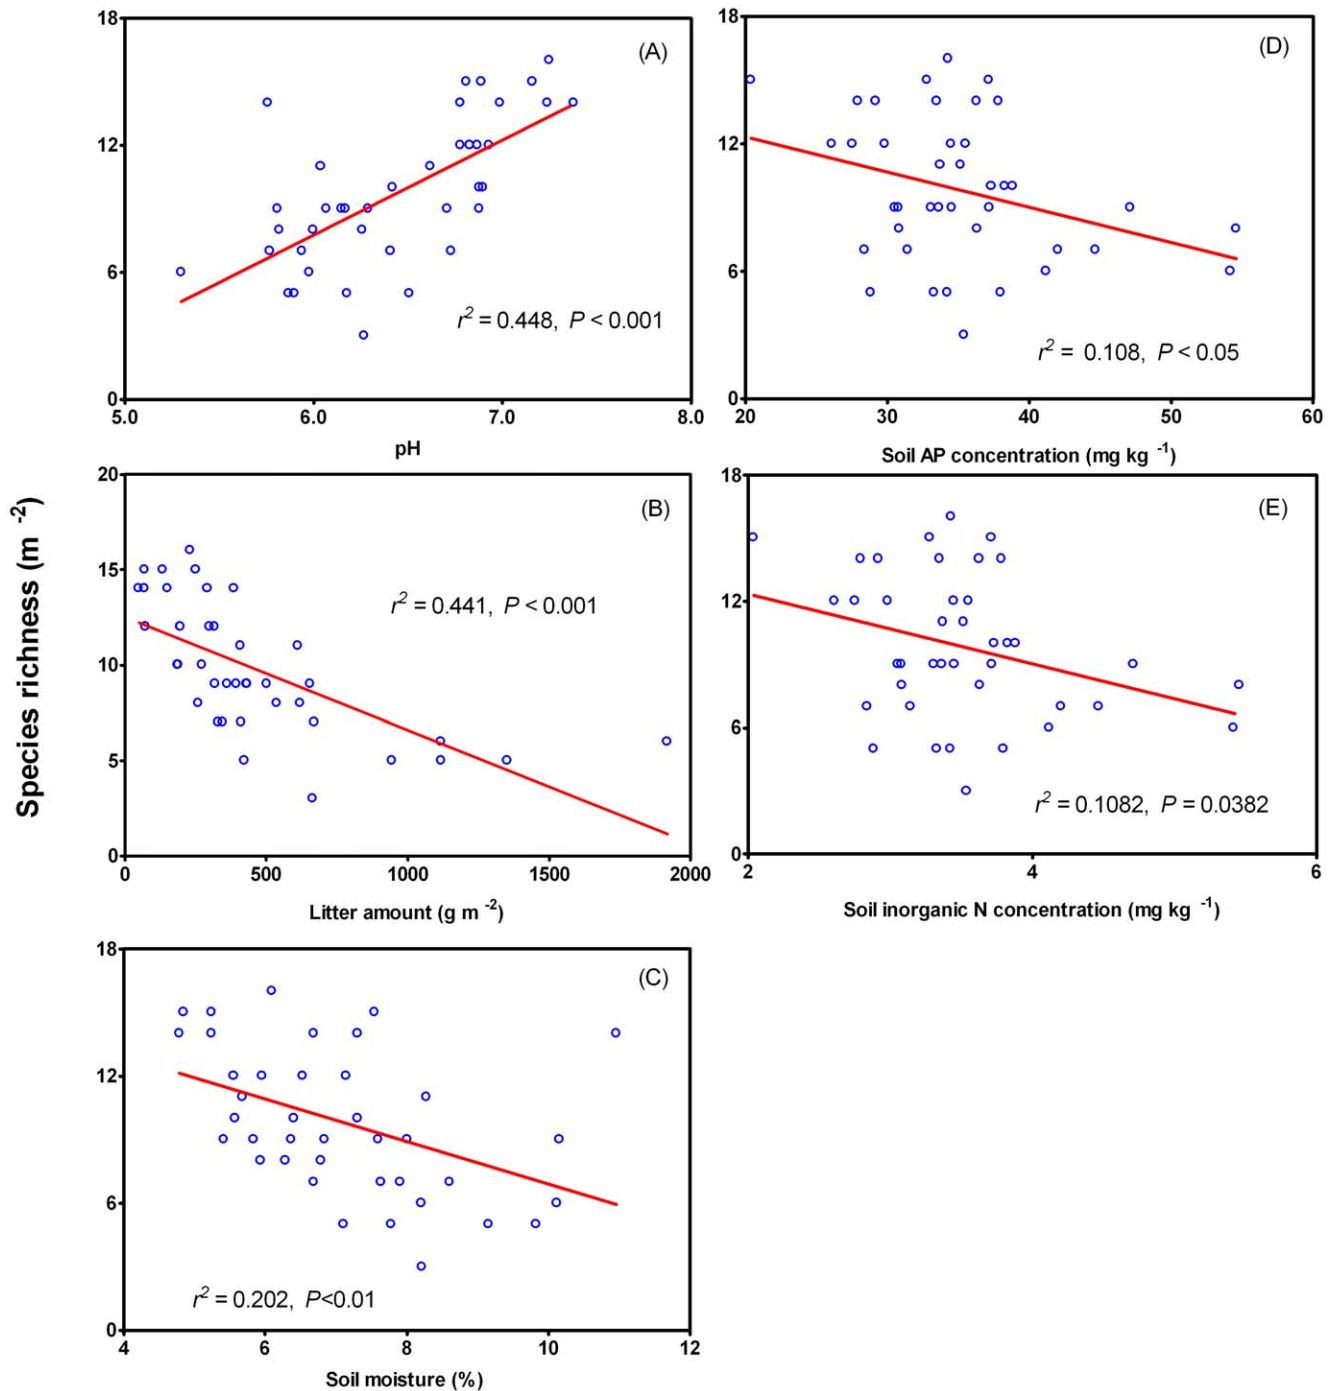 Species richness (m -2)
18
12
6
0
5.0 6.0 7.0 8.0
pH
(A)
r2 = 0.448, P < 0.001
20
15
10
5
0
0 500 1000 1500 2000
Litter amount (g m -2)
(B)
r2 = 0.441, P < 0.001
18
12
6
0
4 6 8 10 12
Soil moisture (%)
(C)
r2 = 0.202, P<0.01
18
12
6
0
20 30 40 50 60
Soil AP concentration (mg kg -1)
(D)
r2 = 0.108, P < 0.05
18
12
6
0
2 4 6
Soil inorganic N concentration (mg kg -1)
(E)
r2 = 0.1082, P = 0.0382